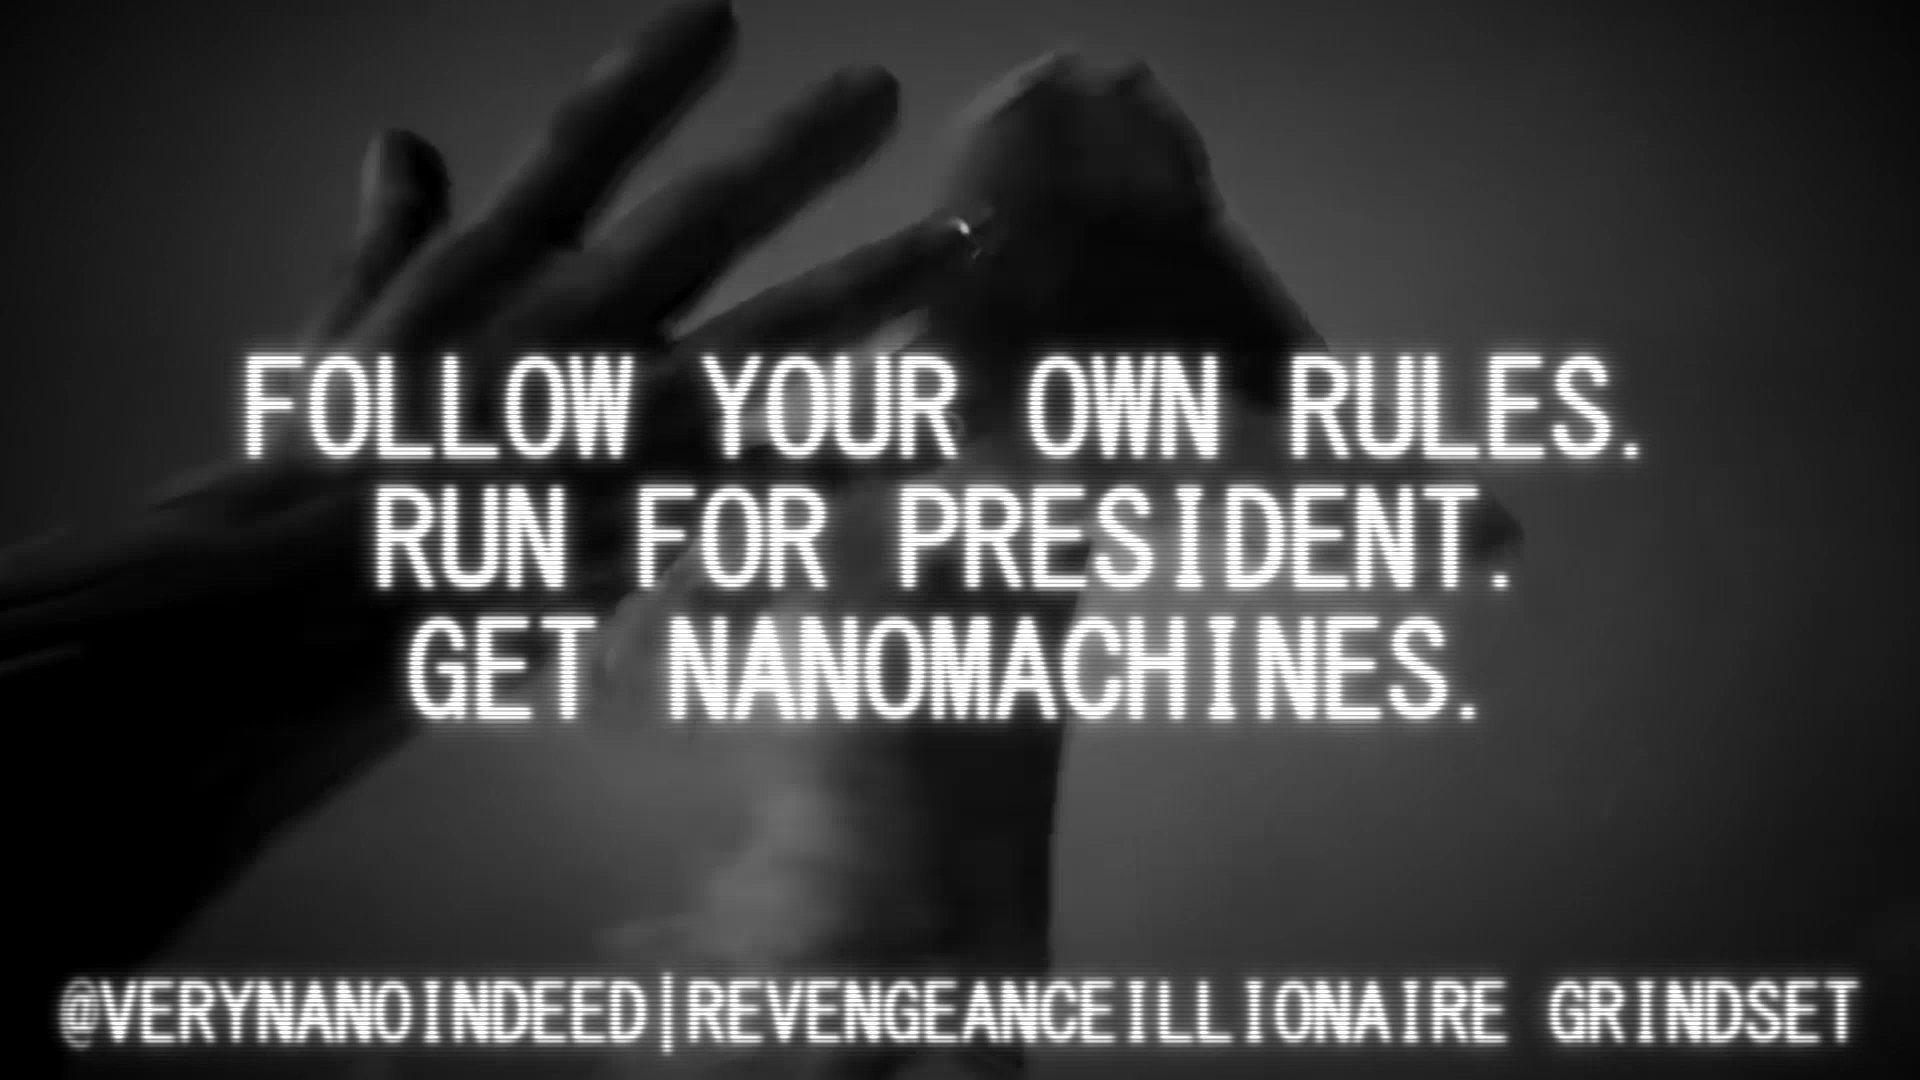 FOLLOW YOUR OWN RULES.
RUN FOR PRESIDENT.
GET NANOMACHINES.
@VERYNANOINDEED|REVENGEANCEILLIONAIRE GRINDSET